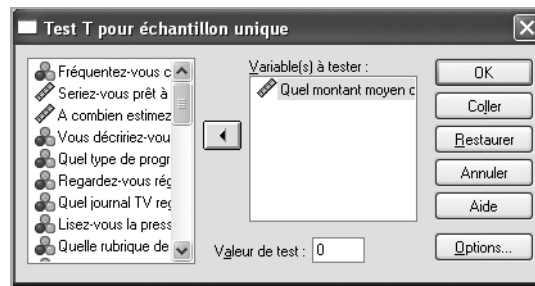 Test T pour échantillon unique
Fréquentez-vous c
Seriez-vous prêt à
A combien estimez
Vous décririez-vou
Quel type de progr
Regardez-vous rég
Quel journal TV reg
Lisez-vous la press
Quelle rubrique de
Variable(s) à tester :
Quel montant moyen c
Valeur de test : 0
OK
Coller
Restaurer
Annuler
Aide
Options...